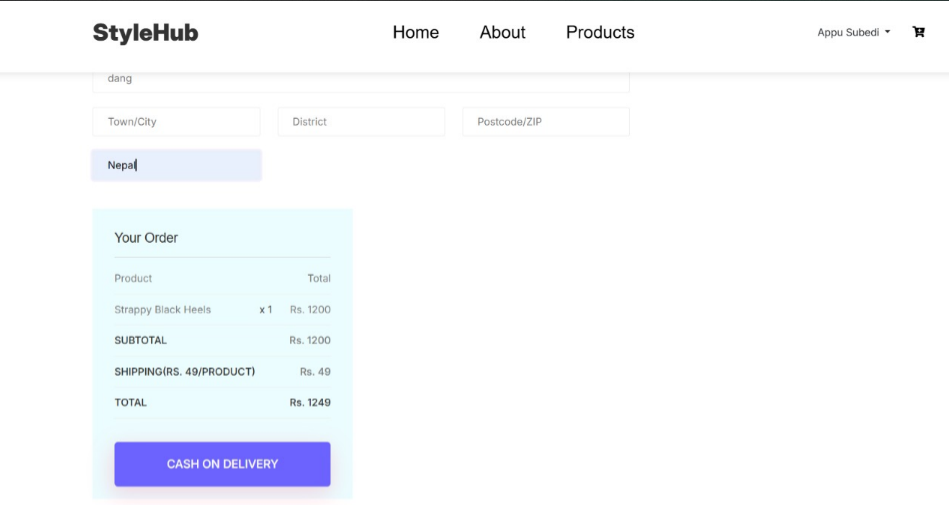 StyleHub Home About Products Appu Subedi
dang
Town/City District Postcode/ZIP
Nepal
Your Order
Product Total
Strappy Black Heels x 1 Rs. 1200
SUBTOTAL Rs. 1200
SHIPPING(RS. 49/PRODUCT) Rs. 49
TOTAL Rs. 1249
CASH ON DELIVERY